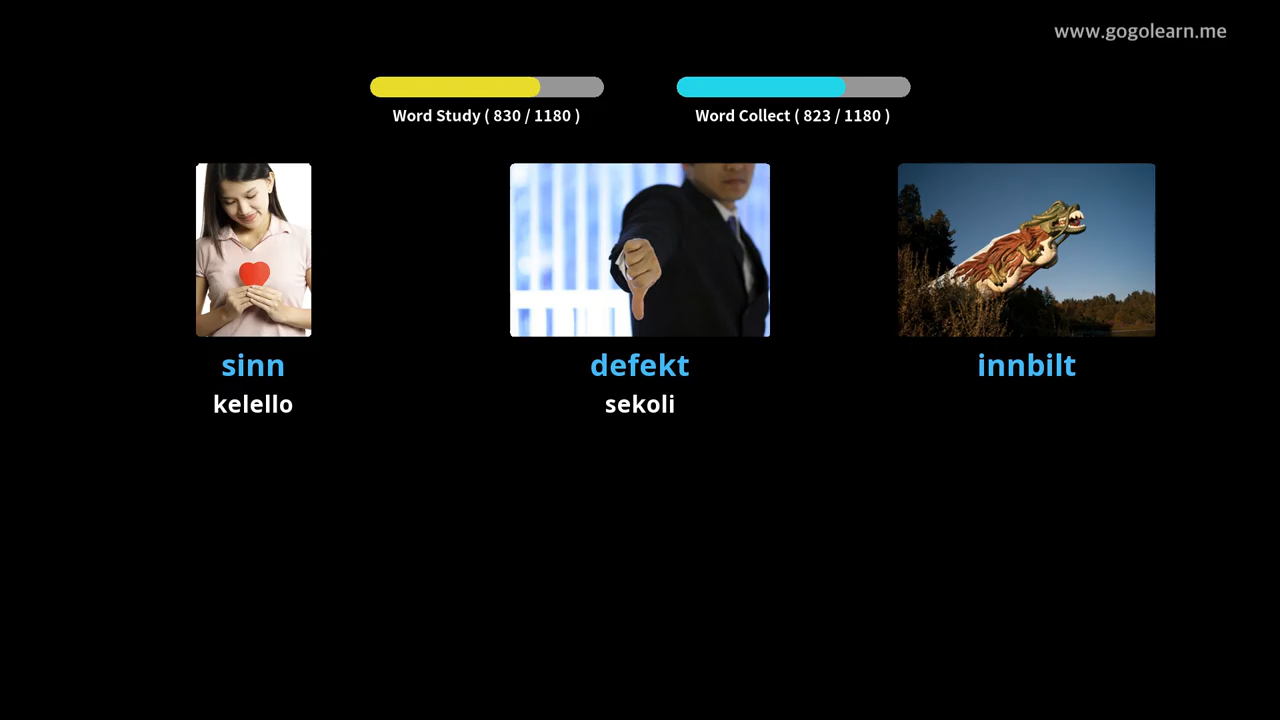 www.gogolearn.me
Word Study ( 830 / 1180 )
Word Collect ( 823 / 1180 )
sinn
kelello
defekt
sekoli
innbilt